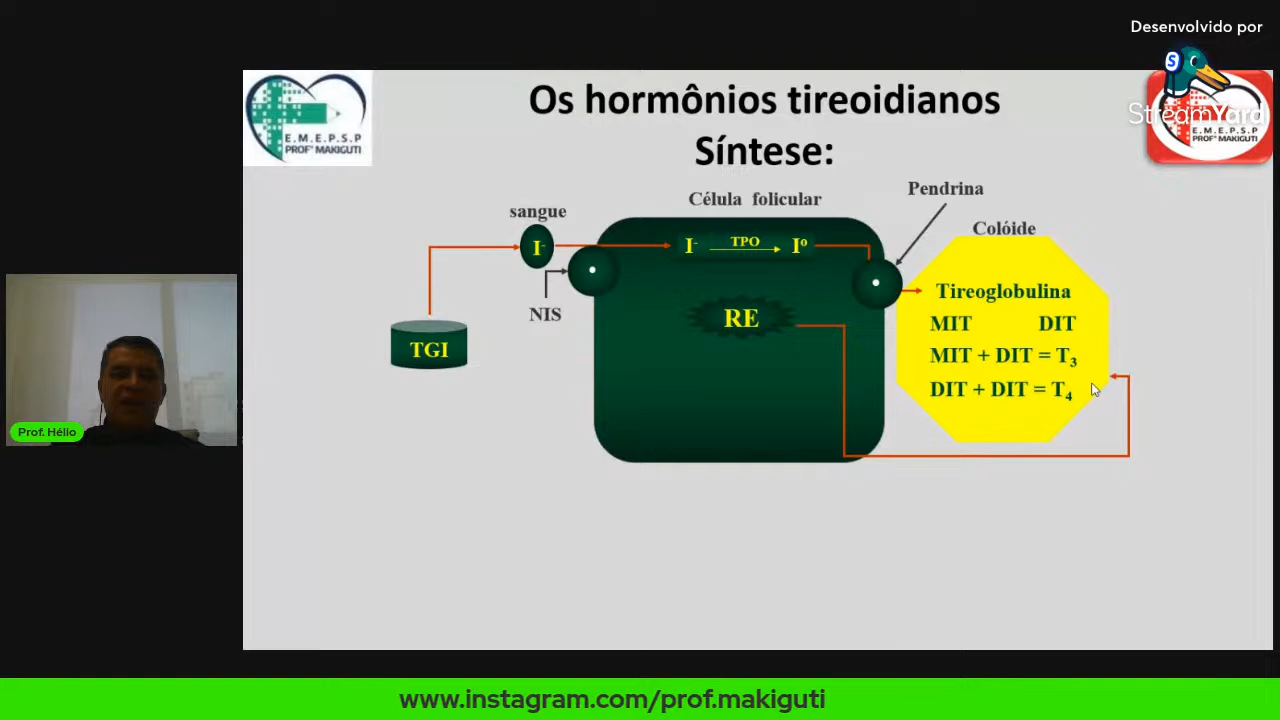 Desenvolvido por
S
StreamYard
E.M.E.P.S.P
PROFº MAKIGUTI
E.M.E.P.S.P
PROFº MAKIGUTI
Os hormônios tireoidianos
Síntese:
Pendrina
Célula folicular
sangue
Colóide
I-
I- TPO Iº
NIS
RE
TGI
Tireoglobulina
MIT DIT
MIT + DIT = T3
DIT + DIT = T4
Prof. Hélio
www.instagram.com/prof.makiguti